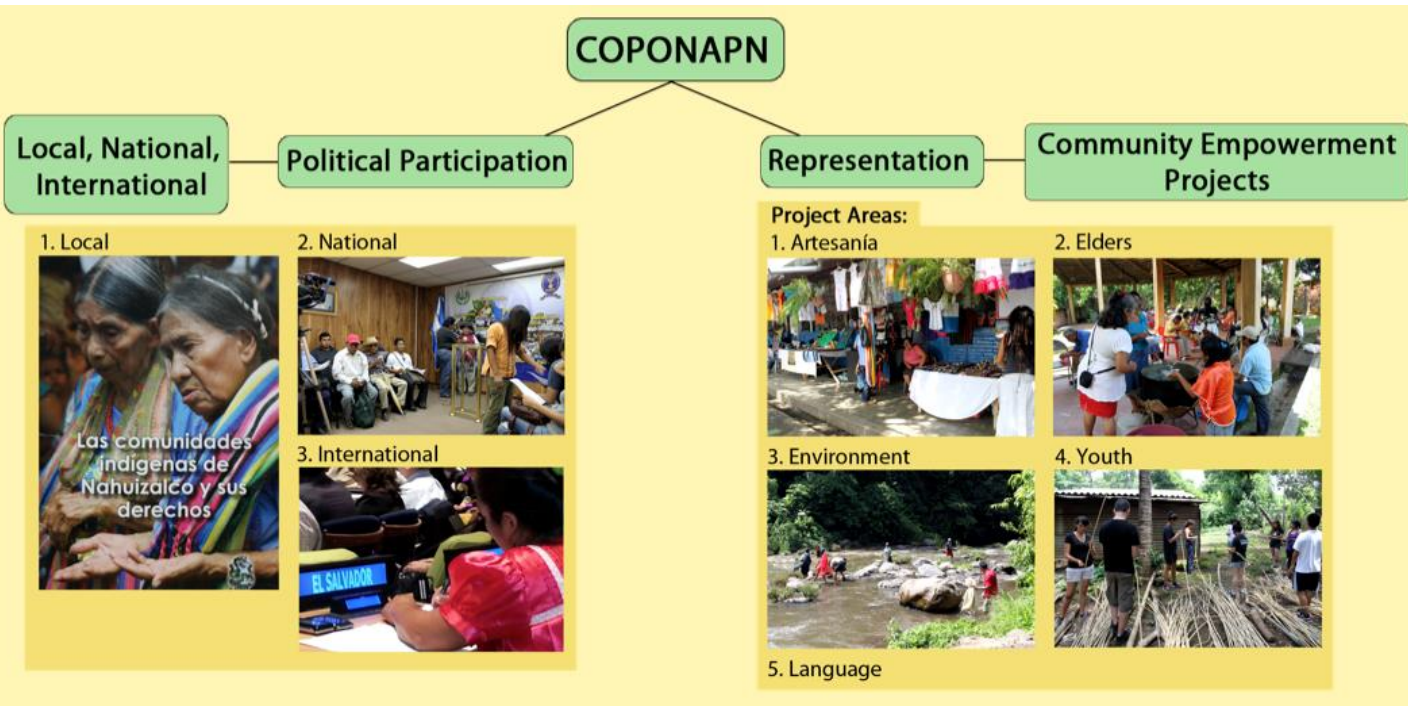 COPONAPN
Local, National,
International
Political Participation
Representation
Community Empowerment
Projects
1. Local
2. National
Las comunidades
indígenas de
Nahuizalco y sus
derechos
3. International
EL SALVADOR
Project Areas:
1. Artesanía
2. Elders
3. Environment
4. Youth
5. Language